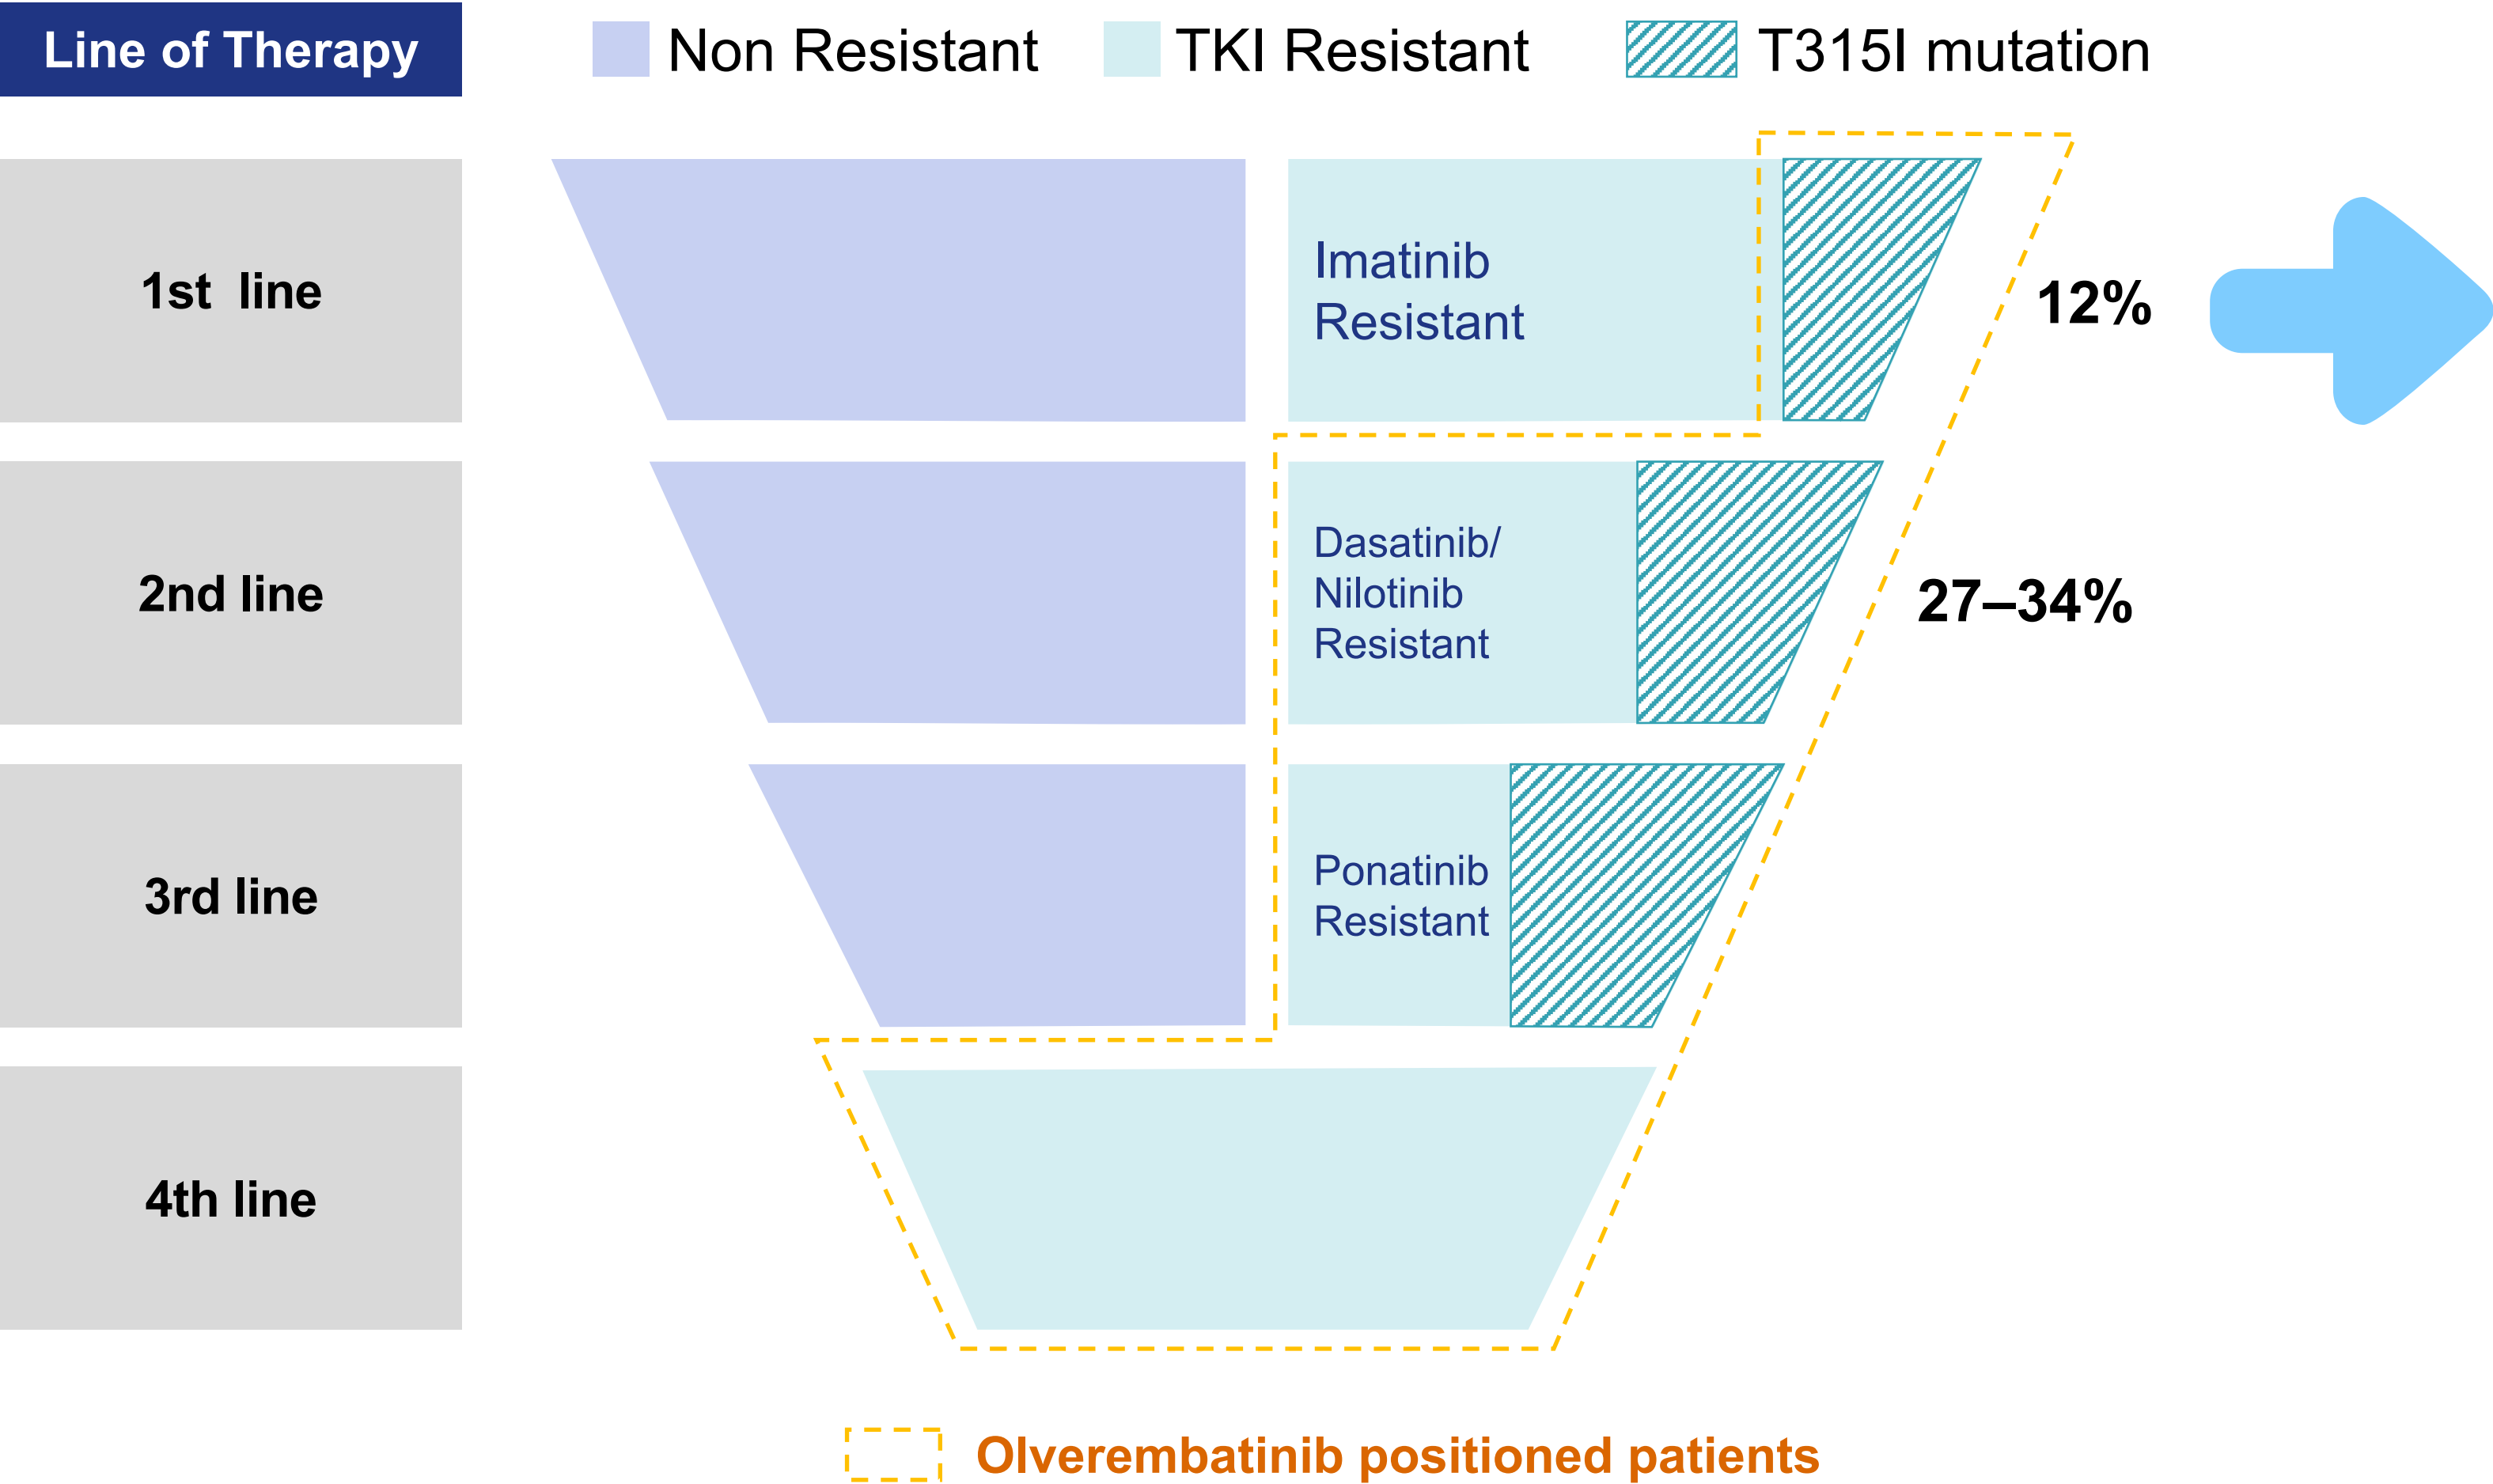 Line of Therapy
Non Resistant
TKI Resistant
T315I mutation
1st line
Imatinib
Resistant
12%
2nd line
Dasatinib/
Nilotinib
Resistant
27–34%
3rd line
Ponatinib
Resistant
4th line
Olverembatinib positioned patients